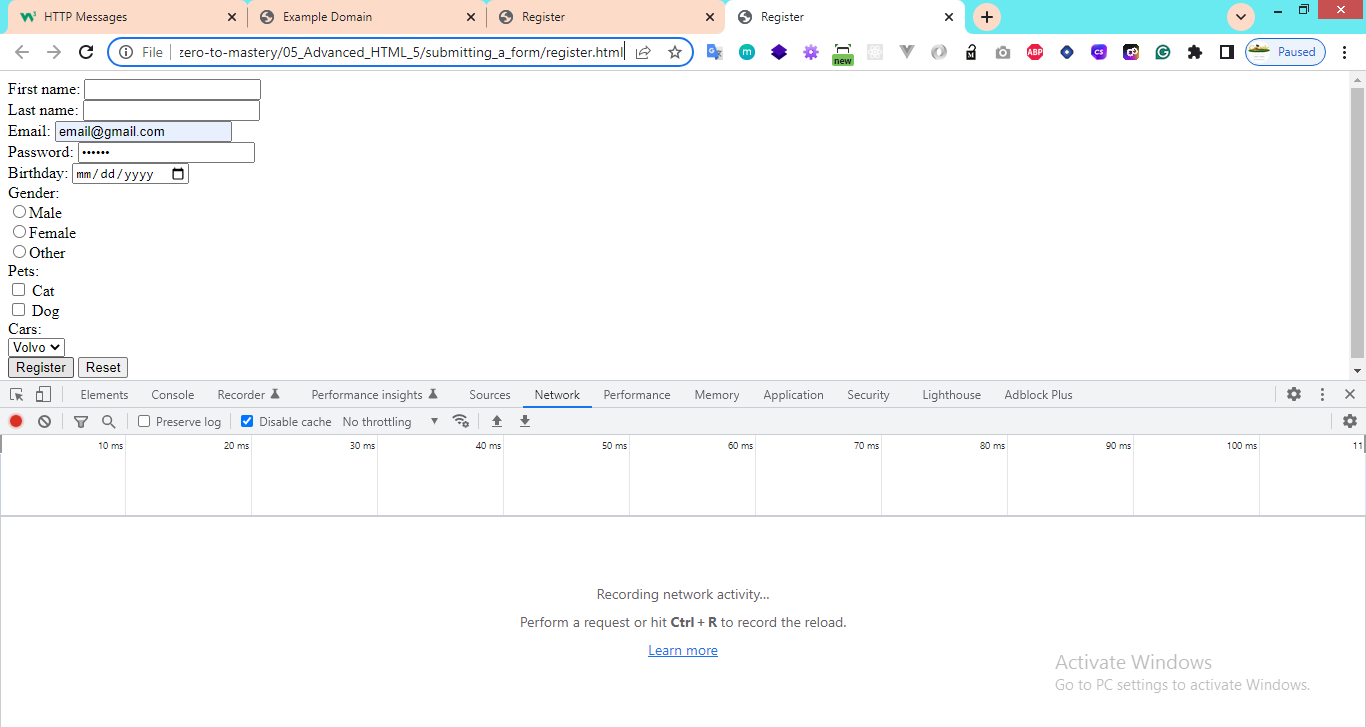 HTTP Messages Example Domain Register Register
File zero-to-mastery/05_Advanced_HTML_5/submitting_a_form/register.html new ABP CS Paused
First name:
Last name:
Email: email@gmail.com
Password: ••••••
Birthday: mm/dd/yyyy
Gender:
Male
Female
Other
Pets:
Cat
Dog
Cars:
Volvo
Register Reset
Elements Console Recorder Performance insights Sources Network Performance Memory Application Security Lighthouse Adblock Plus
Preserve log Disable cache No throttling
10 ms 20 ms 30 ms 40 ms 50 ms 60 ms 70 ms 80 ms 90 ms 100 ms 11
Recording network activity...
Perform a request or hit Ctrl + R to record the reload.
Learn more
Activate Windows
Go to PC settings to activate Windows.